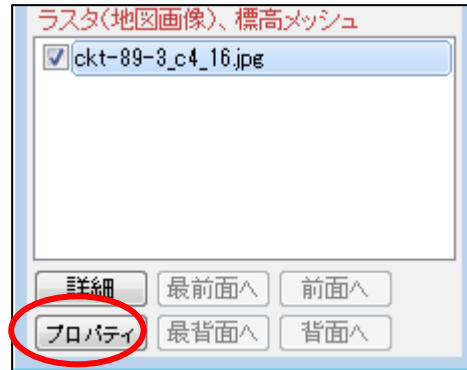 ラスタ(地図画像)、標高メッシュ
ckt-89-3_c4_16.jpg
詳細 最前面へ 前面へ
プロパティ 最背面へ 背面へ